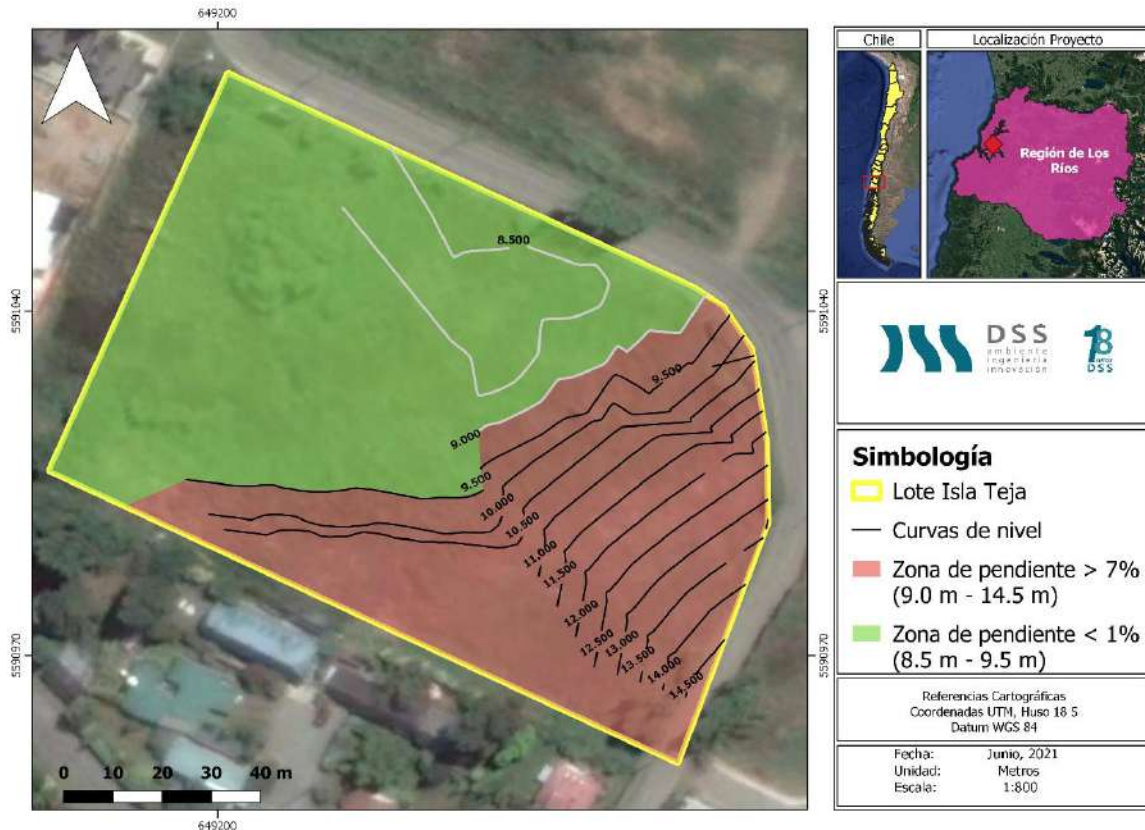 649200
5591040
5591040
8.500
9.500
9.000
9.500
10.000
10.500
11.000
11.500
12.000
12.500
13.000
13.500
14.000
14.500
5590970
5590970
0 10 20 30 40 m
649200
Chile
Localización Proyecto
Región de Los
Ríos
DSS
ambiente
ingeniería
innovación
18
años
DSS
Simbología
Lote Isla Teja
Curvas de nivel
Zona de pendiente > 7%
(9.0 m - 14.5 m)
Zona de pendiente < 1%
(8.5 m - 9.5 m)
Referencias Cartográficas
Coordenadas UTM, Huso 18 S
Datum WGS 84
Fecha: Junio, 2021
Unidad: Metros
Escala: 1:800